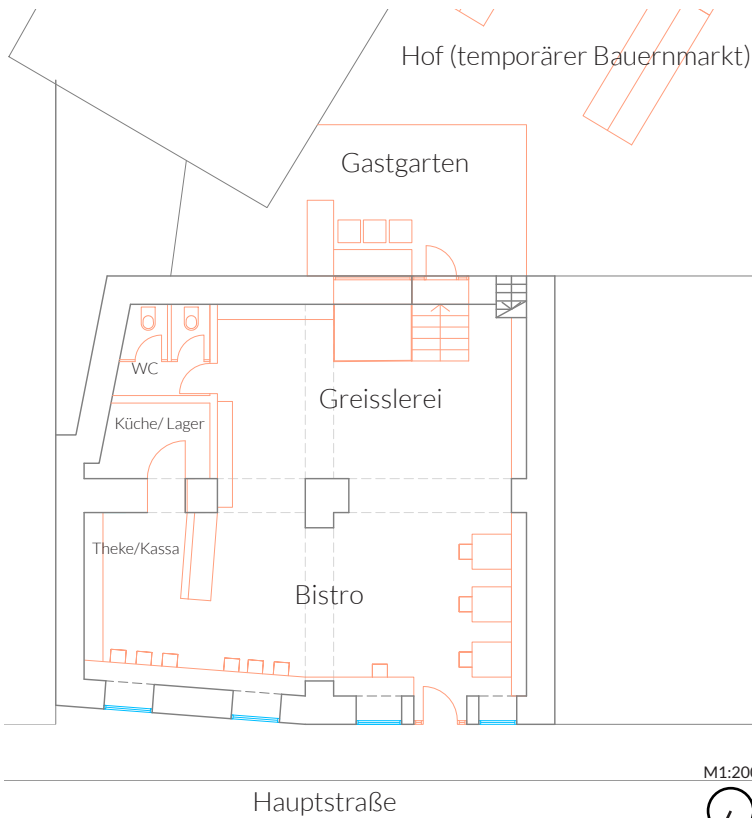 Hof (temporärer Bauernmarkt)
Gastgarten
WC
Greisslerei
Küche/ Lager
Theke/Kassa
Bistro
M1:200
Hauptstraße